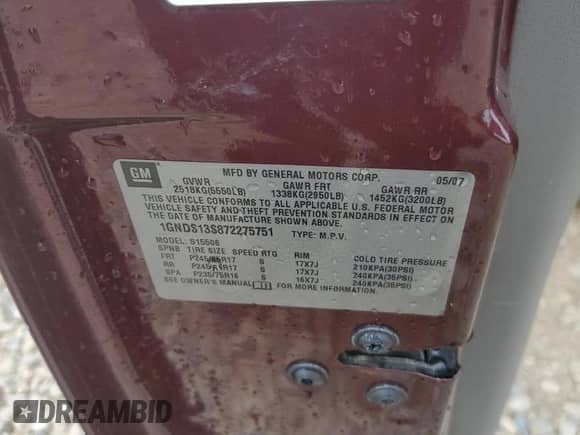 GM
MFD BY GENERAL MOTORS CORP.
05/07
GVWR GAWR FRT GAWR RR
2518KG(5550LB) 1338KG(2950LB) 1452KG(3200LB)
THIS VEHICLE CONFORMS TO ALL APPLICABLE U.S. FEDERAL MOTOR
VEHICLE SAFETY AND THEFT PREVENTION STANDARDS IN EFFECT ON
THE DATE OF MANUFACTURE SHOWN ABOVE.
1GNDS13S872275751 TYPE: M.P.V.
MODEL: S15506
SPNB TIRE SIZE SPEED RTG RIM COLD TIRE PRESSURE
FRT S 17X7J 210KPA(30PSI)
RR S 17X7J 240KPA(35PSI)
SPA P235/75R16 S 16X7J 240KPA(35PSI)
SEE OWNER'S MANUAL FOR MORE INFORMATION.
DREAMBID